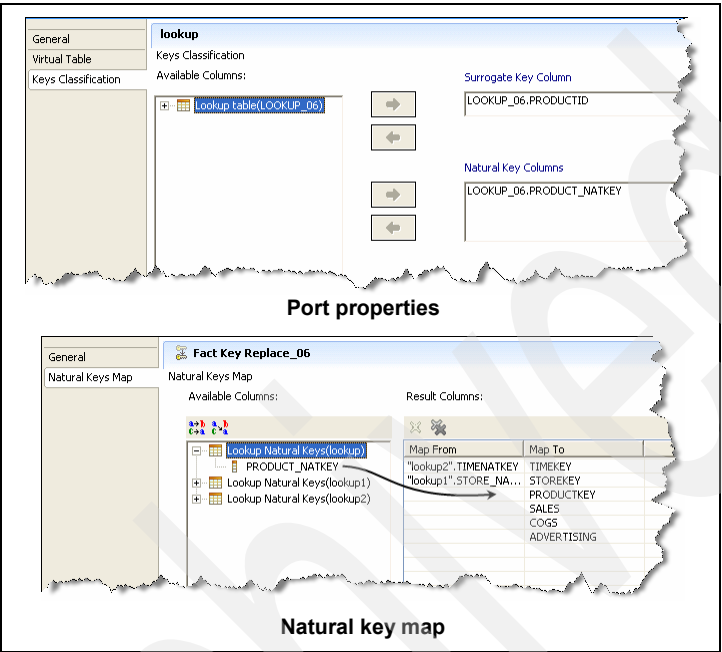 General
Virtual Table
Keys Classification
lookup
Keys Classification
Available Columns:
Lookup table(LOOKUP_06)
Surrogate Key Column
LOOKUP_06.PRODUCTID
Natural Key Columns
LOOKUP_06.PRODUCT_NATKEY
Port properties
General
Natural Keys Map
Fact Key Replace_06
Natural Keys Map
Available Columns:
Result Columns:
Lookup Natural Keys(lookup)
PRODUCT_NATKEY
Lookup Natural Keys(lookup1)
Lookup Natural Keys(lookup2)
Map From Map To
"lookup2".TIMENATKEY TIMEKEY
"lookup1".STORE_NA... STOREKEY
PRODUCTKEY
SALES
COGS
ADVERTISING
Natural key map